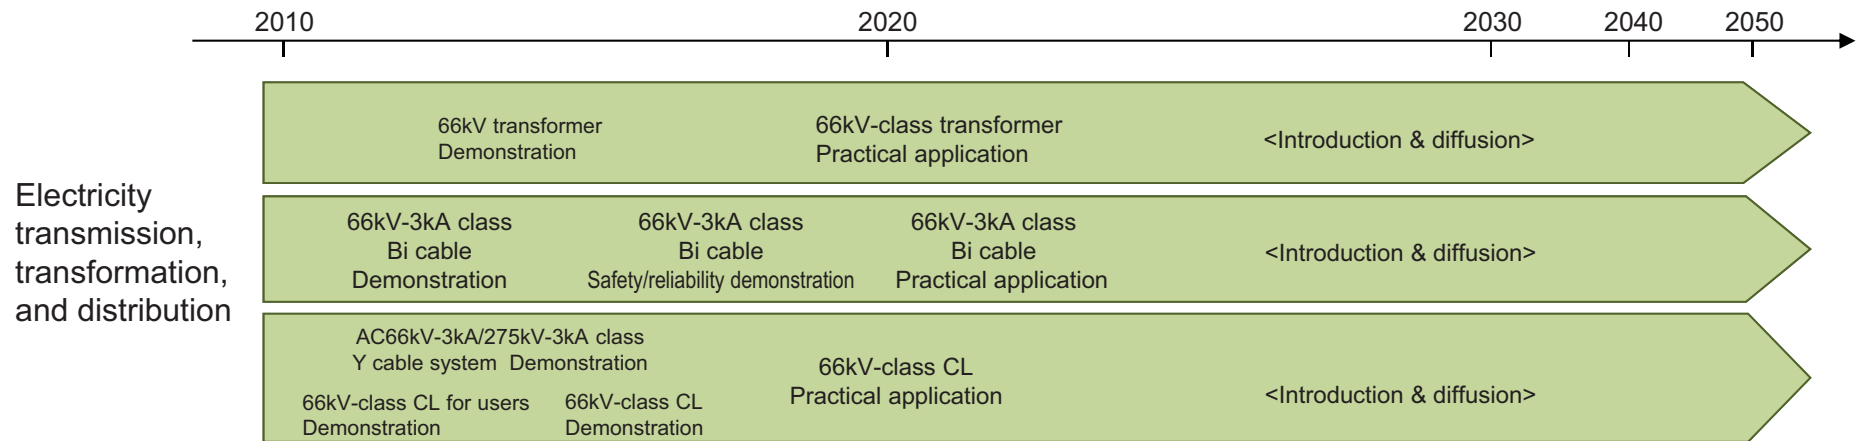 2010 2020 2030 2040 2050
Electricity
transmission,
transformation,
and distribution
66kV transformer
Demonstration
66kV-class transformer
Practical application
<Introduction & diffusion>
66kV-3kA class
Bi cable
Demonstration
66kV-3kA class
Bi cable
Safety/reliability demonstration
66kV-3kA class
Bi cable
Practical application
<Introduction & diffusion>
AC66kV-3kA/275kV-3kA class
Y cable system Demonstration
66kV-class CL for users
Demonstration
66kV-class CL
Demonstration
66kV-class CL
Practical application
<Introduction & diffusion>